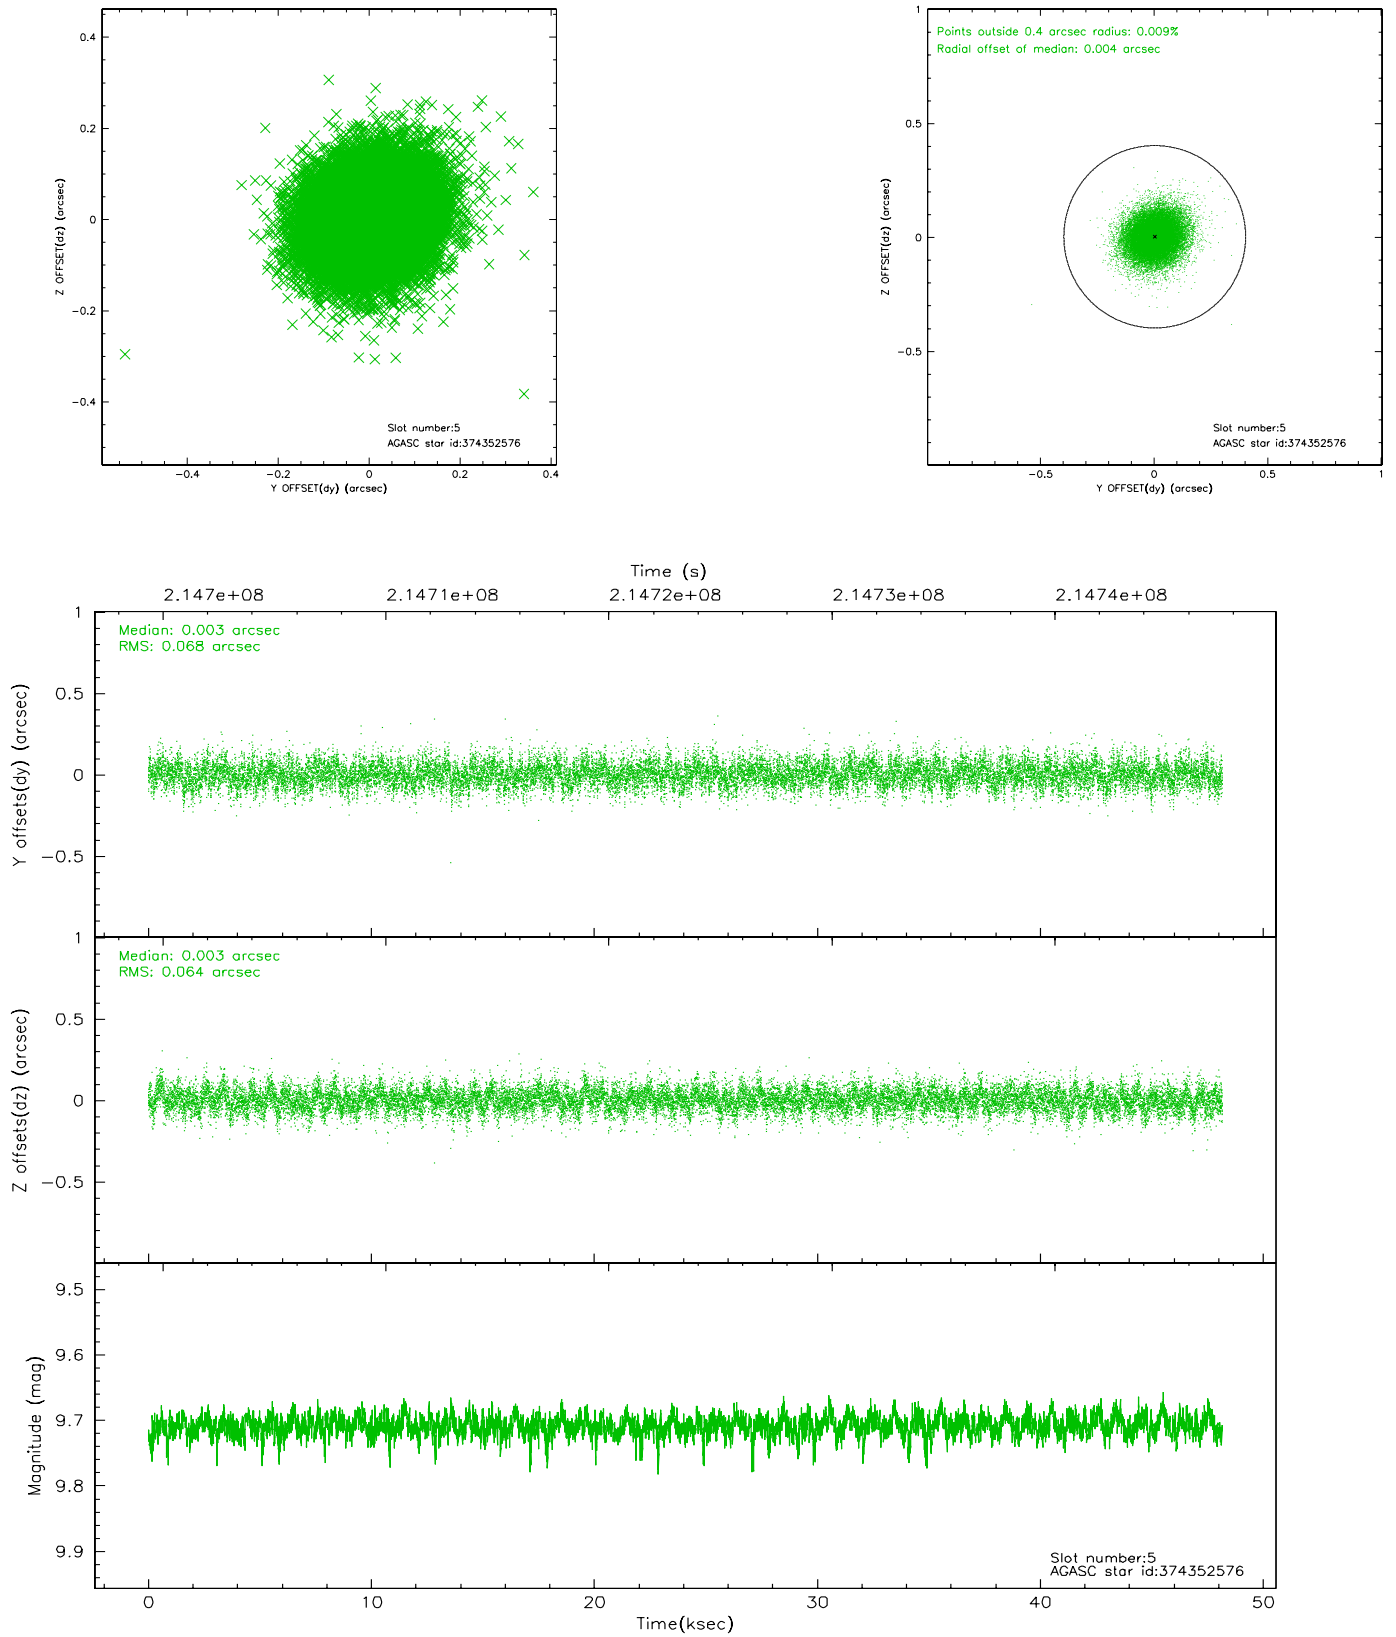 0.4
0.2
0
-0.2
-0.4
Z OFFSET(dz) (arcsec)
Slot number:5
AGASC star id:374352576
-0.4 -0.2 0 0.2 0.4
Y OFFSET(dy) (arcsec)
Points outside 0.4 arcsec radius: 0.009%
Radial offset of median: 0.004 arcsec
1
0.5
0
-0.5
Z OFFSET(dz) (arcsec)
Slot number:5
AGASC star id:374352576
-0.5 0 0.5 1
Y OFFSET(dy) (arcsec)
Time (s)
2.147e+08 2.1471e+08 2.1472e+08 2.1473e+08 2.1474e+08
Median: 0.003 arcsec
RMS: 0.068 arcsec
1
0.5
0
-0.5
Y offsets(dy) (arcsec)
Median: 0.003 arcsec
RMS: 0.064 arcsec
1
0.5
0
-0.5
Z offsets(dz) (arcsec)
9.5
9.6
9.7
9.8
9.9
Magnitude (mag)
Slot number:5
AGASC star id:374352576
0 10 20 30 40 50
Time(ksec)